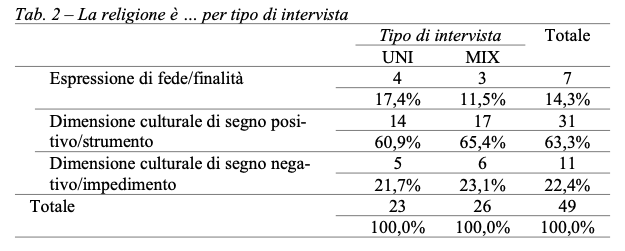 Tab. 2 – La religione è … per tipo di intervista
Tipo di intervista Totale
UNI MIX
Espressione di fede/finalità 4 3 7
17,4% 11,5% 14,3%
Dimensione culturale di segno posi- 14 17 31
tivo/strumento 60,9% 65,4% 63,3%
Dimensione culturale di segno nega- 5 6 11
tivo/impedimento 21,7% 23,1% 22,4%
Totale 23 26 49
100,0% 100,0% 100,0%